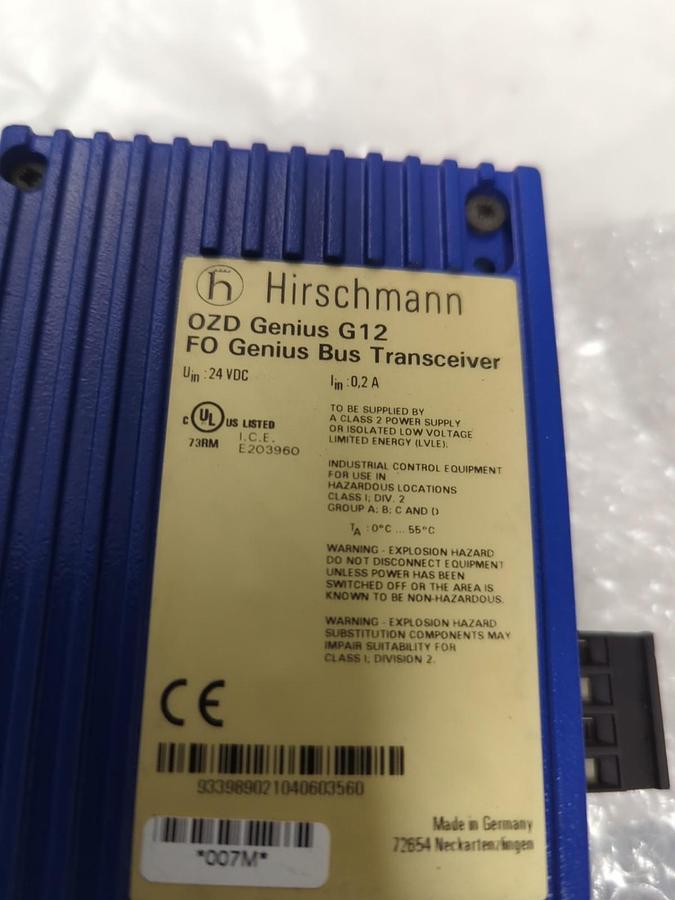 h Hirschmann
OZD Genius G12
FO Genius Bus Transceiver
Uin : 24 VDC
Iin : 0,2 A
c UL US LISTED
73RM I.C.E.
E203960
TO BE SUPPLIED BY
A CLASS 2 POWER SUPPLY
OR ISOLATED LOW VOLTAGE
LIMITED ENERGY (LVLE).
INDUSTRIAL CONTROL EQUIPMENT
FOR USE IN
HAZARDOUS LOCATIONS
CLASS I; DIV. 2
GROUP A; B; C AND D
TA : 0°C ... 55°C
WARNING - EXPLOSION HAZARD
DO NOT DISCONNECT EQUIPMENT
UNLESS POWER HAS BEEN
SWITCHED OFF OR THE AREA IS
KNOWN TO BE NON-HAZARDOUS.
WARNING - EXPLOSION HAZARD
SUBSTITUTION COMPONENTS MAY
IMPAIR SUITABILITY FOR
CLASS I; DIVISION 2.
CE
933989021040603560
*007M*
Made in Germany
72654 Neckartenzlingen